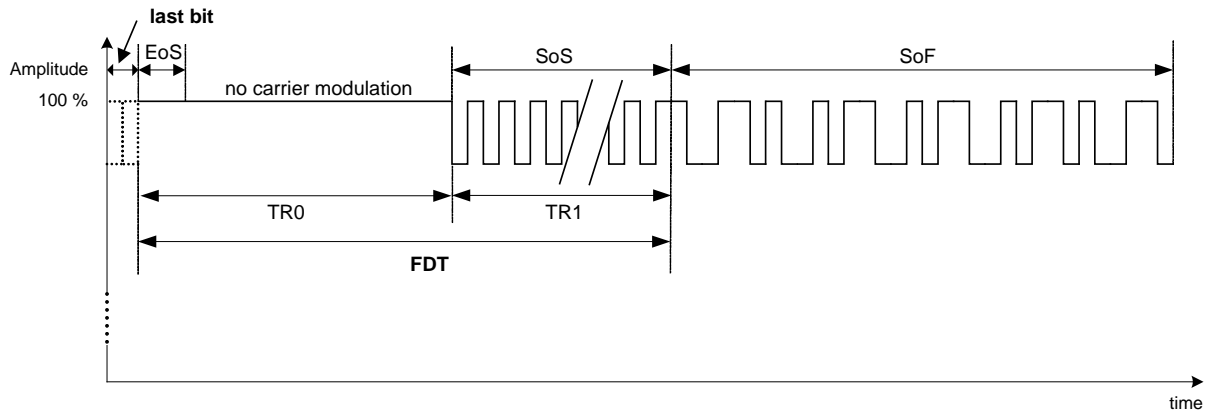 last bit
EoS
SoS
SoF
Amplitude
100 %
no carrier modulation
TR0
TR1
FDT
time